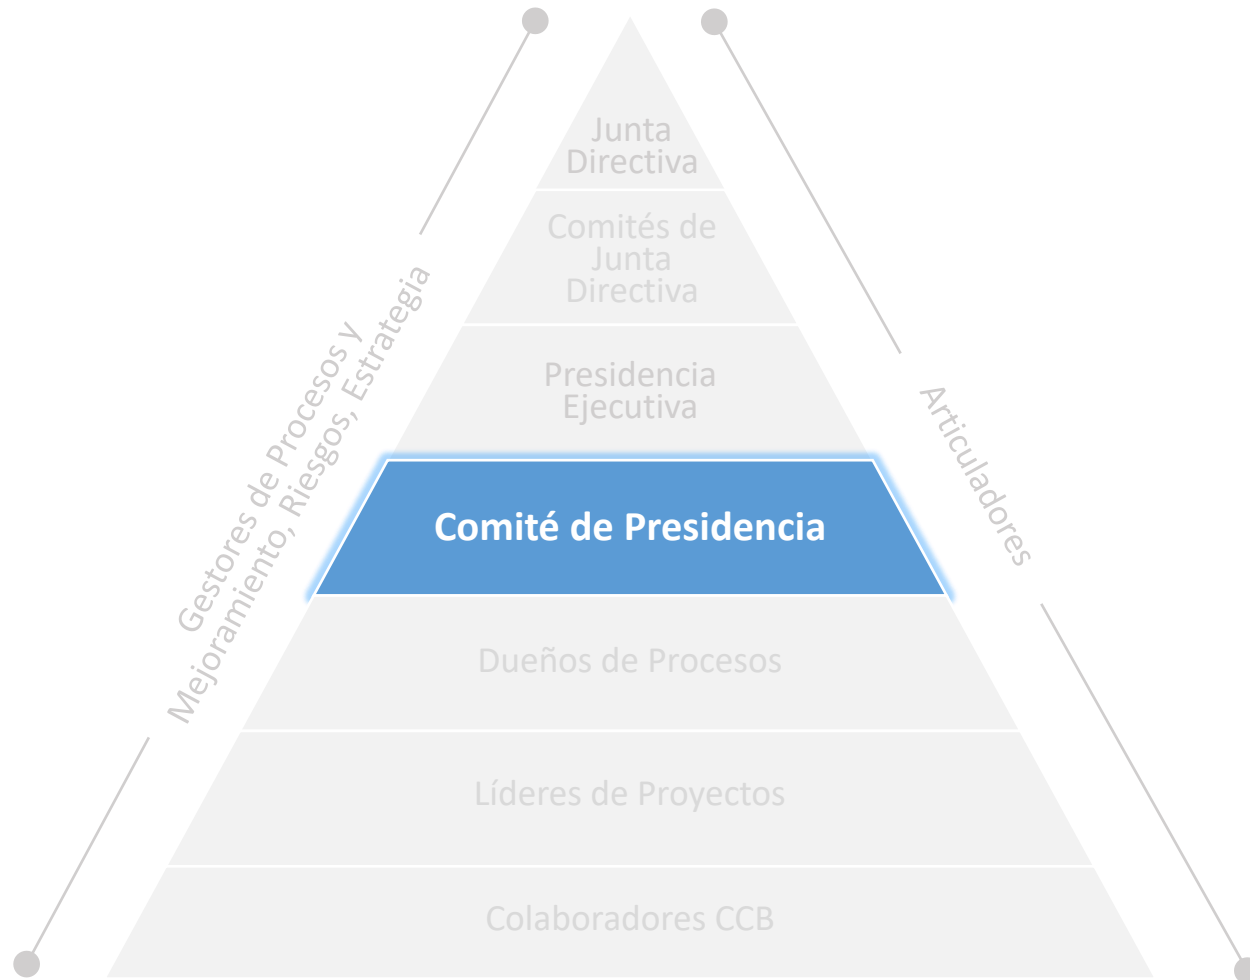 Junta
Directiva
Comités de
Junta
Directiva
Presidencia
Ejecutiva
Comité de Presidencia
Dueños de Procesos
Líderes de Proyectos
Colaboradores CCB
Gestores de Procesos y
Mejoramiento, Riesgos, Estrategia
Articuladores